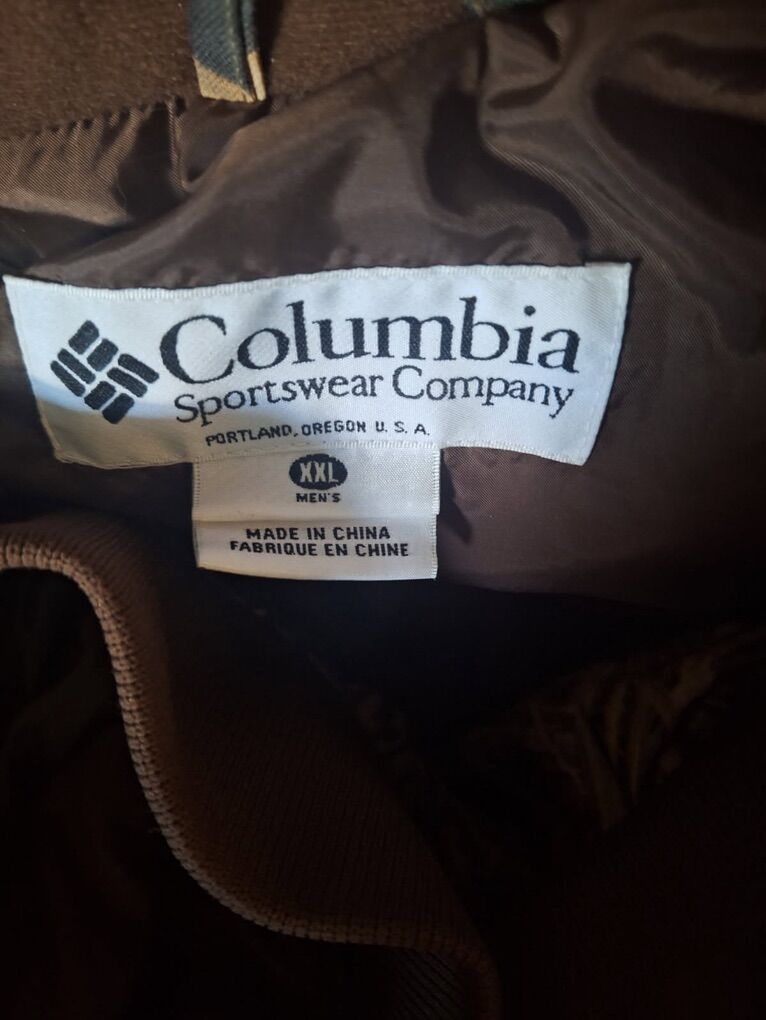 Columbia
Sportswear Company
PORTLAND, OREGON U. S. A.
XXL
MEN'S
MADE IN CHINA
FABRIQUE EN CHINE